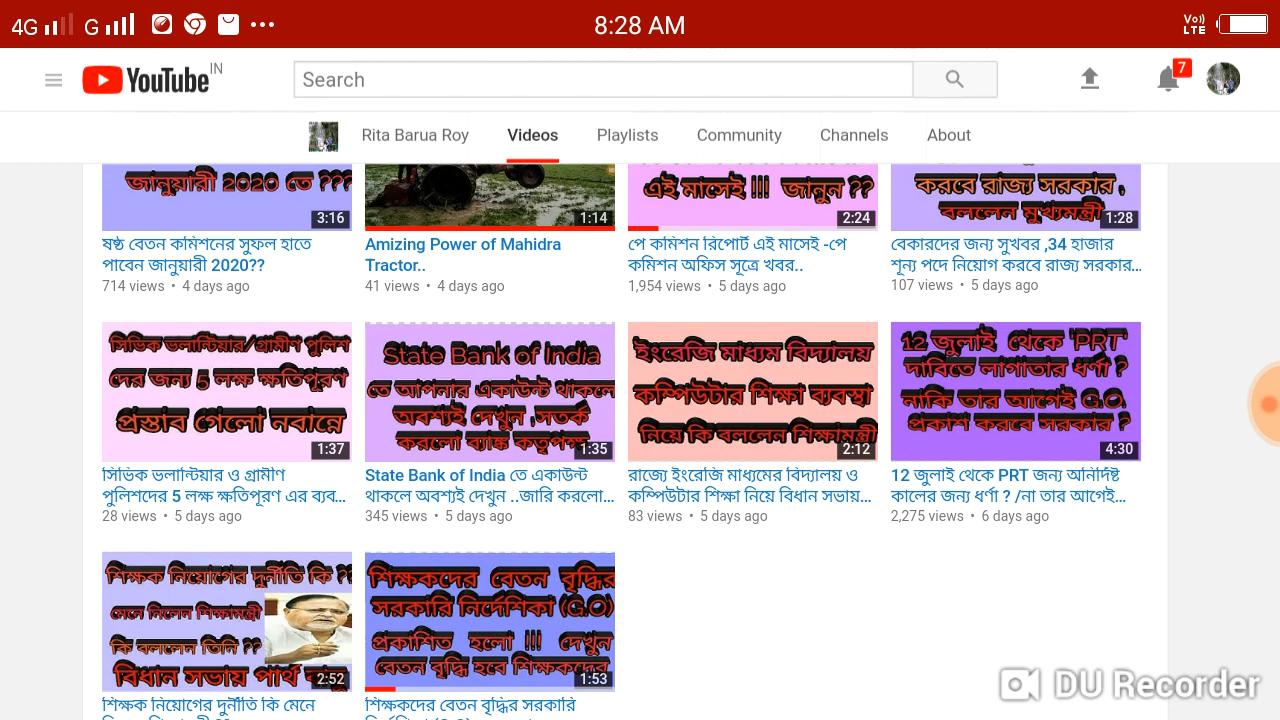 4G G 8:28 AM Vo)) LTE
YouTube IN Search 7
Rita Barua Roy Videos Playlists Community Channels About
জানুয়ারী 2020 তে ???
3:16
1:14
এই মাসেই !!! জানুন ??
2:24
করবে রাজ্য সরকার ,
বললেন মুখ্যমন্ত্রী
1:28
ষষ্ঠ বেতন কমিশনের সুফল হাতে
পাবেন জানুয়ারী 2020??
714 views • 4 days ago
Amizing Power of Mahidra
Tractor..
41 views • 4 days ago
পে কমিশন রিপোর্ট এই মাসেই -পে
কমিশন অফিস সূত্রে খবর..
1,954 views • 5 days ago
বেকারদের জন্য সুখবর ,34 হাজার
শূন্য পদে নিয়োগ করবে রাজ্য সরকার...
107 views • 5 days ago
সিভিক ভলান্টিয়ার/গ্রামীণ পুলিশ
দের জন্য 5 লক্ষ ক্ষতিপূরণ
প্রস্তাব গেলো নবান্নে
1:37
State Bank of India
তে আপনার একাউন্ট থাকলে
অবশ্যই দেখুন ,সতর্ক
করলো ব্যাঙ্ক কতৃপক্ষ
1:35
ইংরেজি মাধ্যম বিদ্যালয়
কম্পিউটার শিক্ষা ব্যবস্থা
নিয়ে কি বললেন শিক্ষামন্ত্রী
2:12
12 জুলাই থেকে 'PRT'
দাবিতে লাগাতার ধর্ণা ?
নাকি তার আগেই G.O.
প্রকাশ করবে সরকার ?
4:30
সিভিক ভলান্টিয়ার ও গ্রামীণ
পুলিশদের 5 লক্ষ ক্ষতিপূরণ এর ব্যব...
28 views • 5 days ago
State Bank of India তে একাউন্ট
থাকলে অবশ্যই দেখুন ..জারি করলো...
345 views • 5 days ago
রাজ্যে ইংরেজি মাধ্যমের বিদ্যালয় ও
কম্পিউটার শিক্ষা নিয়ে বিধান সভায়...
83 views • 5 days ago
12 জুলাই থেকে PRT জন্য অনির্দিষ্ট
কালের জন্য ধর্ণা ? /না তার আগেই...
2,275 views • 6 days ago
শিক্ষক নিয়োগের দুর্নীতি কি ??
মেনে নিলেন শিক্ষামন্ত্রী
কি বললেন তিনি ??
বিধান সভায় পার্থ বাবু
2:52
শিক্ষকদের বেতন বৃদ্ধির
সরকারি নির্দেশিকা (G.O)
প্রকাশিত হলো !!! দেখুন
বেতন বৃদ্ধি হবে শিক্ষকদের
1:53
শিক্ষক নিয়োগের দুর্নীতি কি মেনে
শিক্ষকদের বেতন বৃদ্ধির সরকারি
DU Recorder